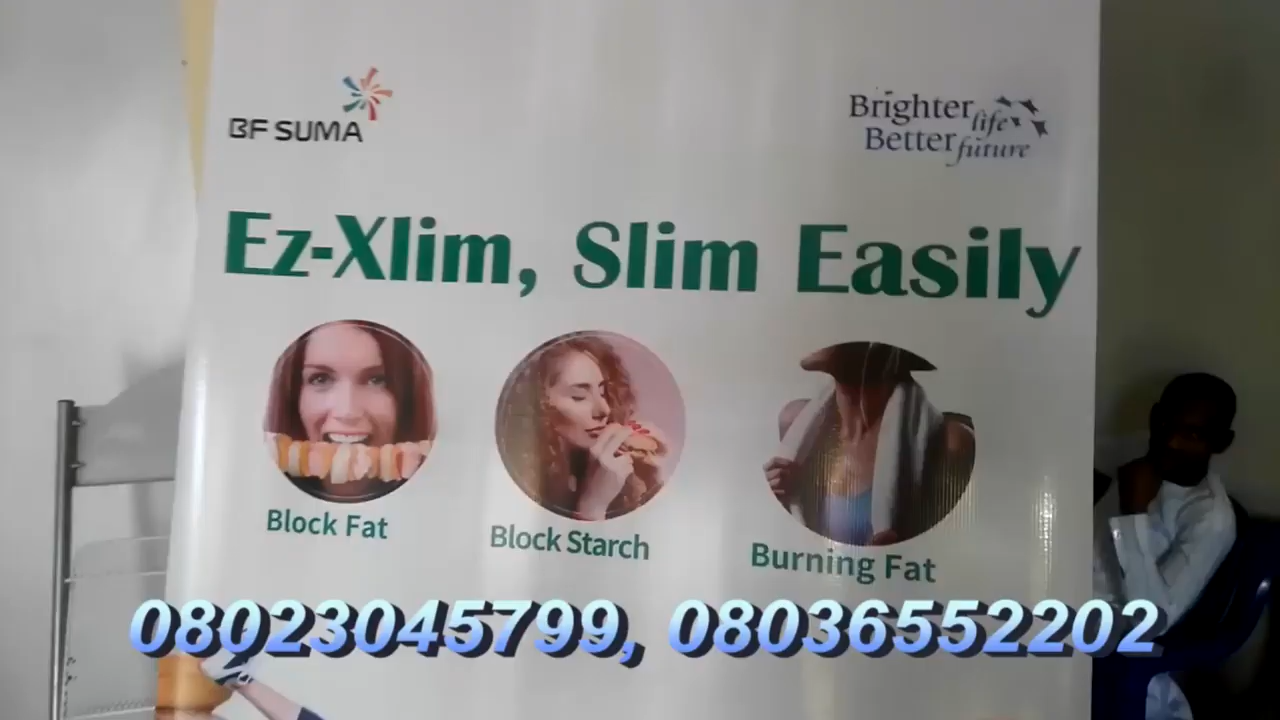 BF SUMA
Brighter life
Better future
Ez-Xlim, Slim Easily
Block Fat
Block Starch
Burning Fat
08023045799, 08036552202